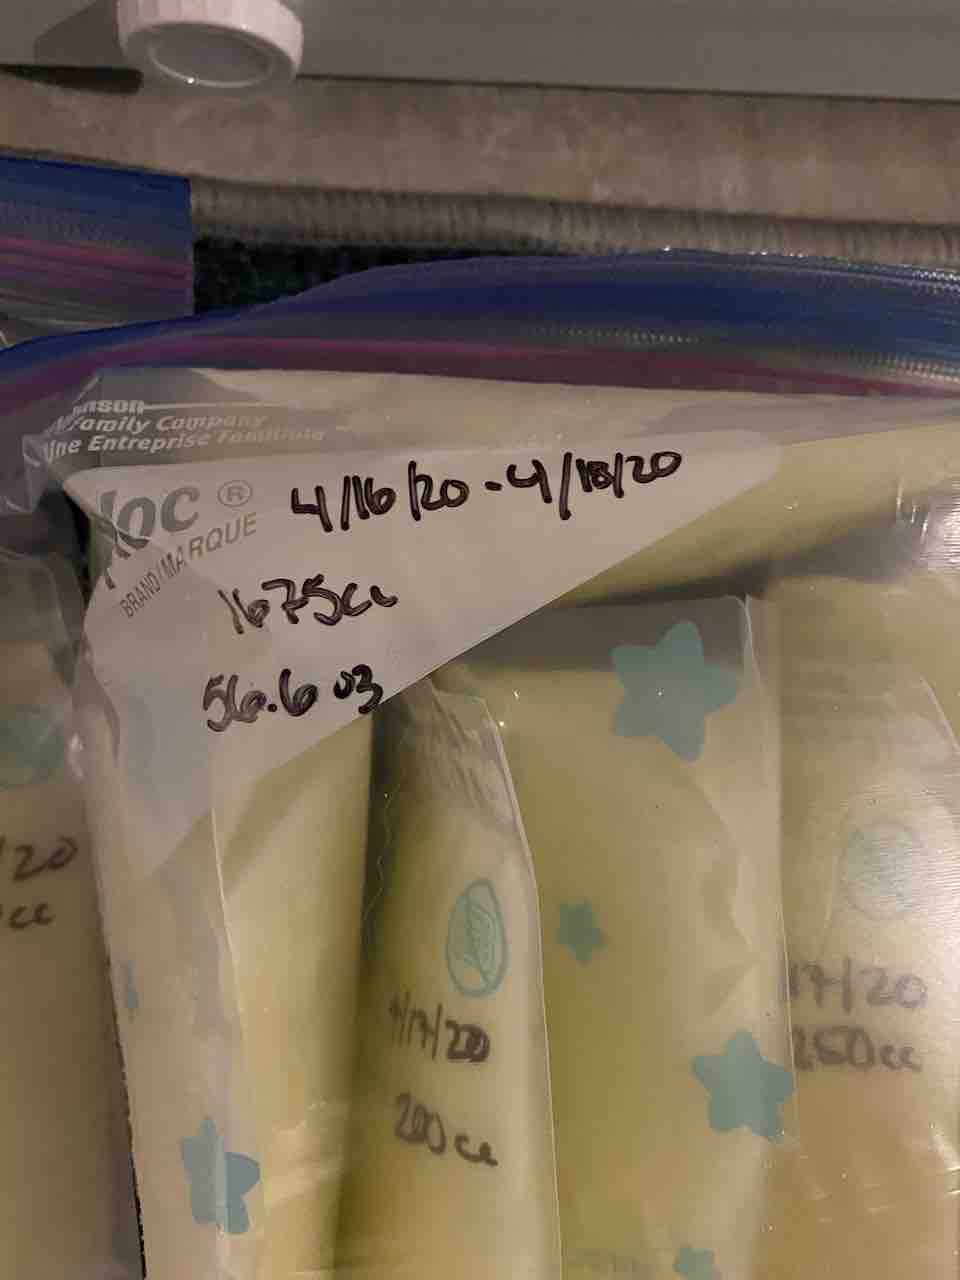 Family Company
Une Entreprise Familiale
loc ®
BRAND/MARQUE
4/16/20 - 4/18/20
1675cc
56.6 oz
/20
cc
4/17/20
200cc
17/20
250cc